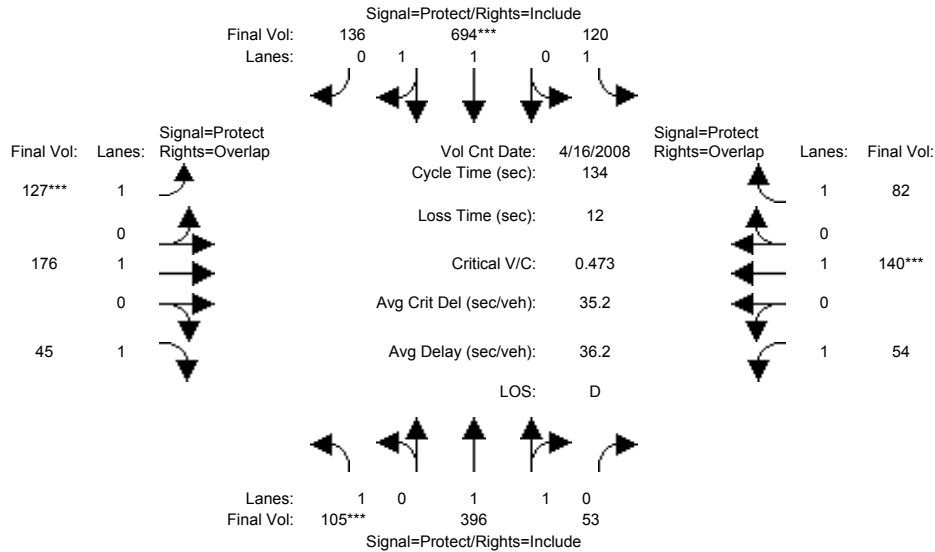 Signal=Protect/Rights=Include
Final Vol: 136 694*** 120
Lanes: 0 1 1 0 1
Signal=Protect Signal=Protect
Final Vol: Lanes: Rights=Overlap Vol Cnt Date: 4/16/2008 Rights=Overlap Lanes: Final Vol:
Cycle Time (sec): 134
127*** 1 1 82
Loss Time (sec): 12
0 0
176 1 Critical V/C: 0.473 1 140***
0 Avg Crit Del (sec/veh): 35.2 0
45 1 Avg Delay (sec/veh): 36.2 1 54
LOS: D
Lanes: 1 0 1 1 0
Final Vol: 105*** 396 53
Signal=Protect/Rights=Include